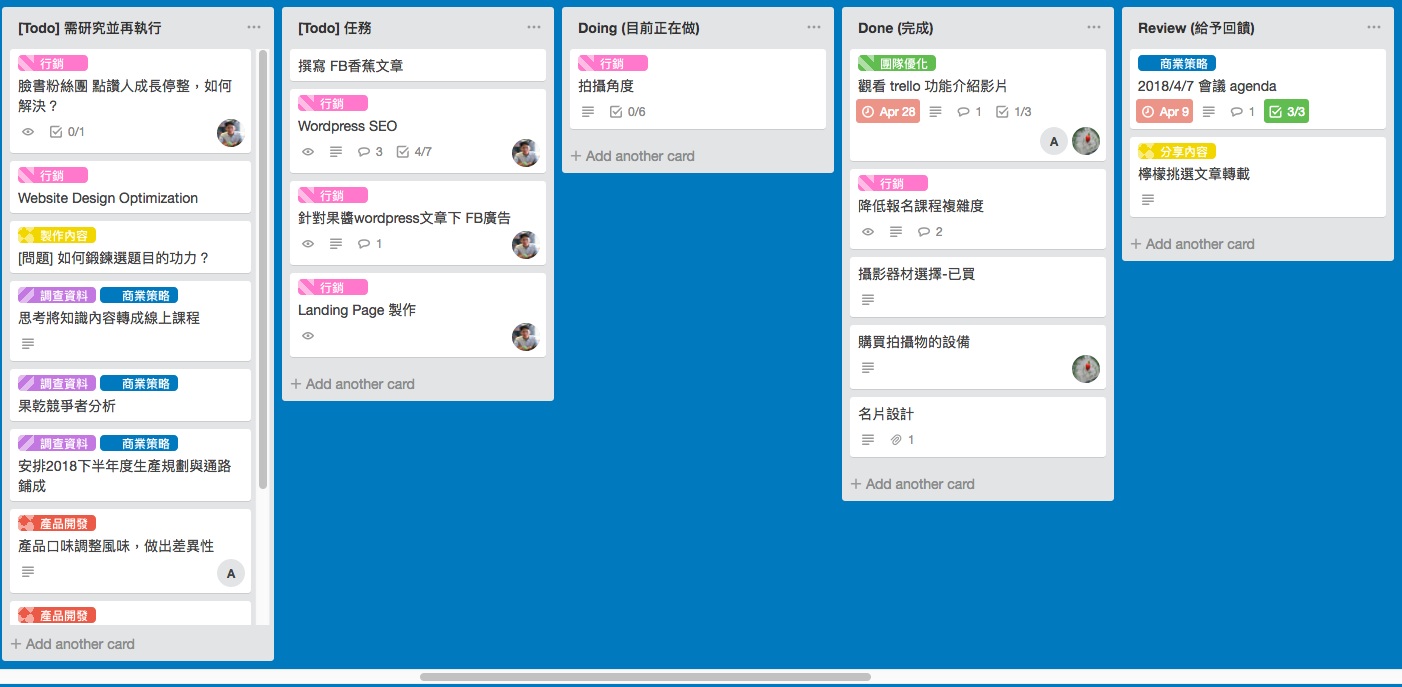 [Todo] 需研究並再執行
行銷
臉書粉絲團 點讚人成長停整，如何
解決？
0/1
行銷
Website Design Optimization
製作內容
[問題] 如何鍛鍊選題目的功力？
調查資料 商業策略
思考將知識內容轉成線上課程
調查資料 商業策略
果乾競爭者分析
調查資料 商業策略
安排2018下半年度生產規劃與通路
鋪成
產品開發
產品口味調整風味，做出差異性
A
產品開發
+ Add another card
[Todo] 任務
撰寫 FB香蕉文章
行銷
Wordpress SEO
3 4/7
行銷
針對果醬wordpress文章下 FB廣告
1
行銷
Landing Page 製作
+ Add another card
Doing (目前正在做)
行銷
拍攝角度
0/6
+ Add another card
Done (完成)
團隊優化
觀看 trello 功能介紹影片
Apr 28 1 1/3
A
行銷
降低報名課程複雜度
2
攝影器材選擇-已買
購買拍攝物的設備
名片設計
1
+ Add another card
Review (給予回饋)
商業策略
2018/4/7 會議 agenda
Apr 9 1 3/3
分享內容
檸檬挑選文章轉載
+ Add another card